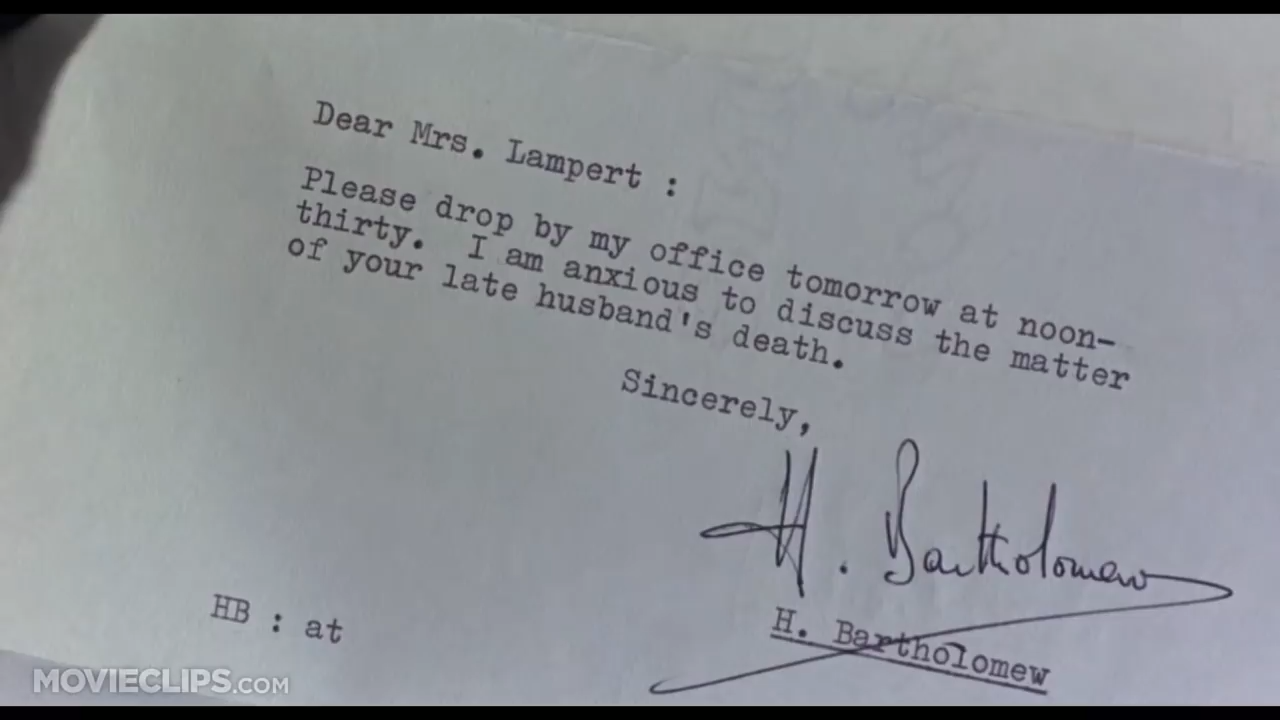 Dear Mrs. Lampert :
Please drop by my office tomorrow at noon-
thirty. I am anxious to discuss the matter
of your late husband's death.
Sincerely,
H. Bartholomew
H. Bartholomew
HB : at
MOVIECLIPS.COM